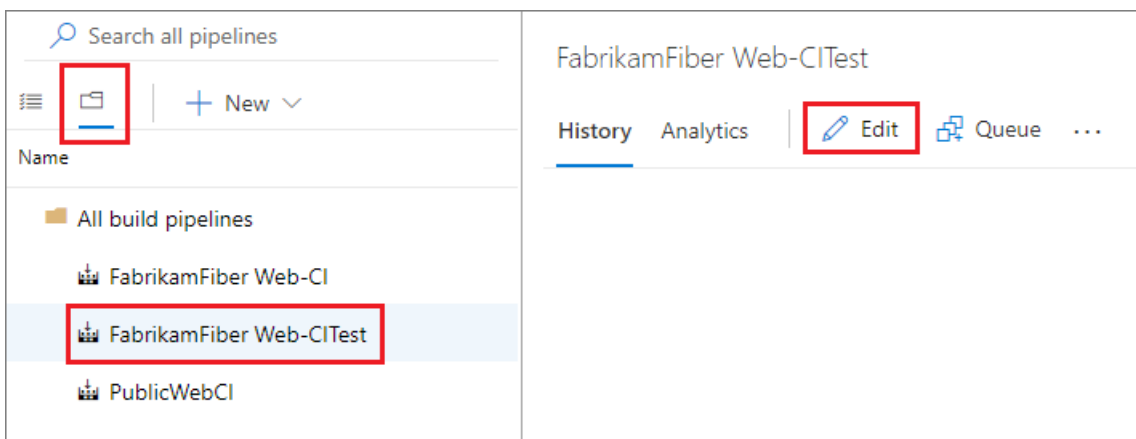 Search all pipelines
New
Name
All build pipelines
FabrikamFiber Web-CI
FabrikamFiber Web-CITest
PublicWebCI
FabrikamFiber Web-CITest
History Analytics Edit Queue ...